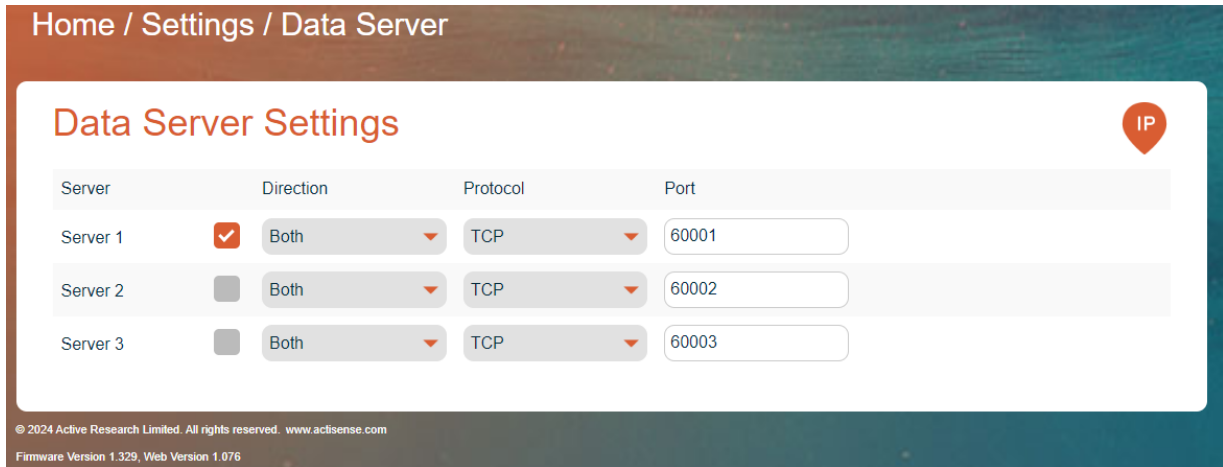 Home / Settings / Data Server
Data Server Settings
IP
Server Direction Protocol Port
Server 1 Both TCP 60001
Server 2 Both TCP 60002
Server 3 Both TCP 60003
© 2024 Active Research Limited. All rights reserved. www.actisense.com
Firmware Version 1.329, Web Version 1.076